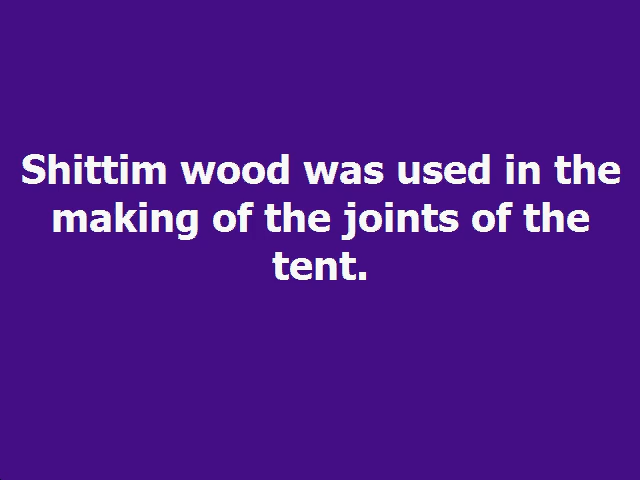 Shittim wood was used in the
making of the joints of the
tent.